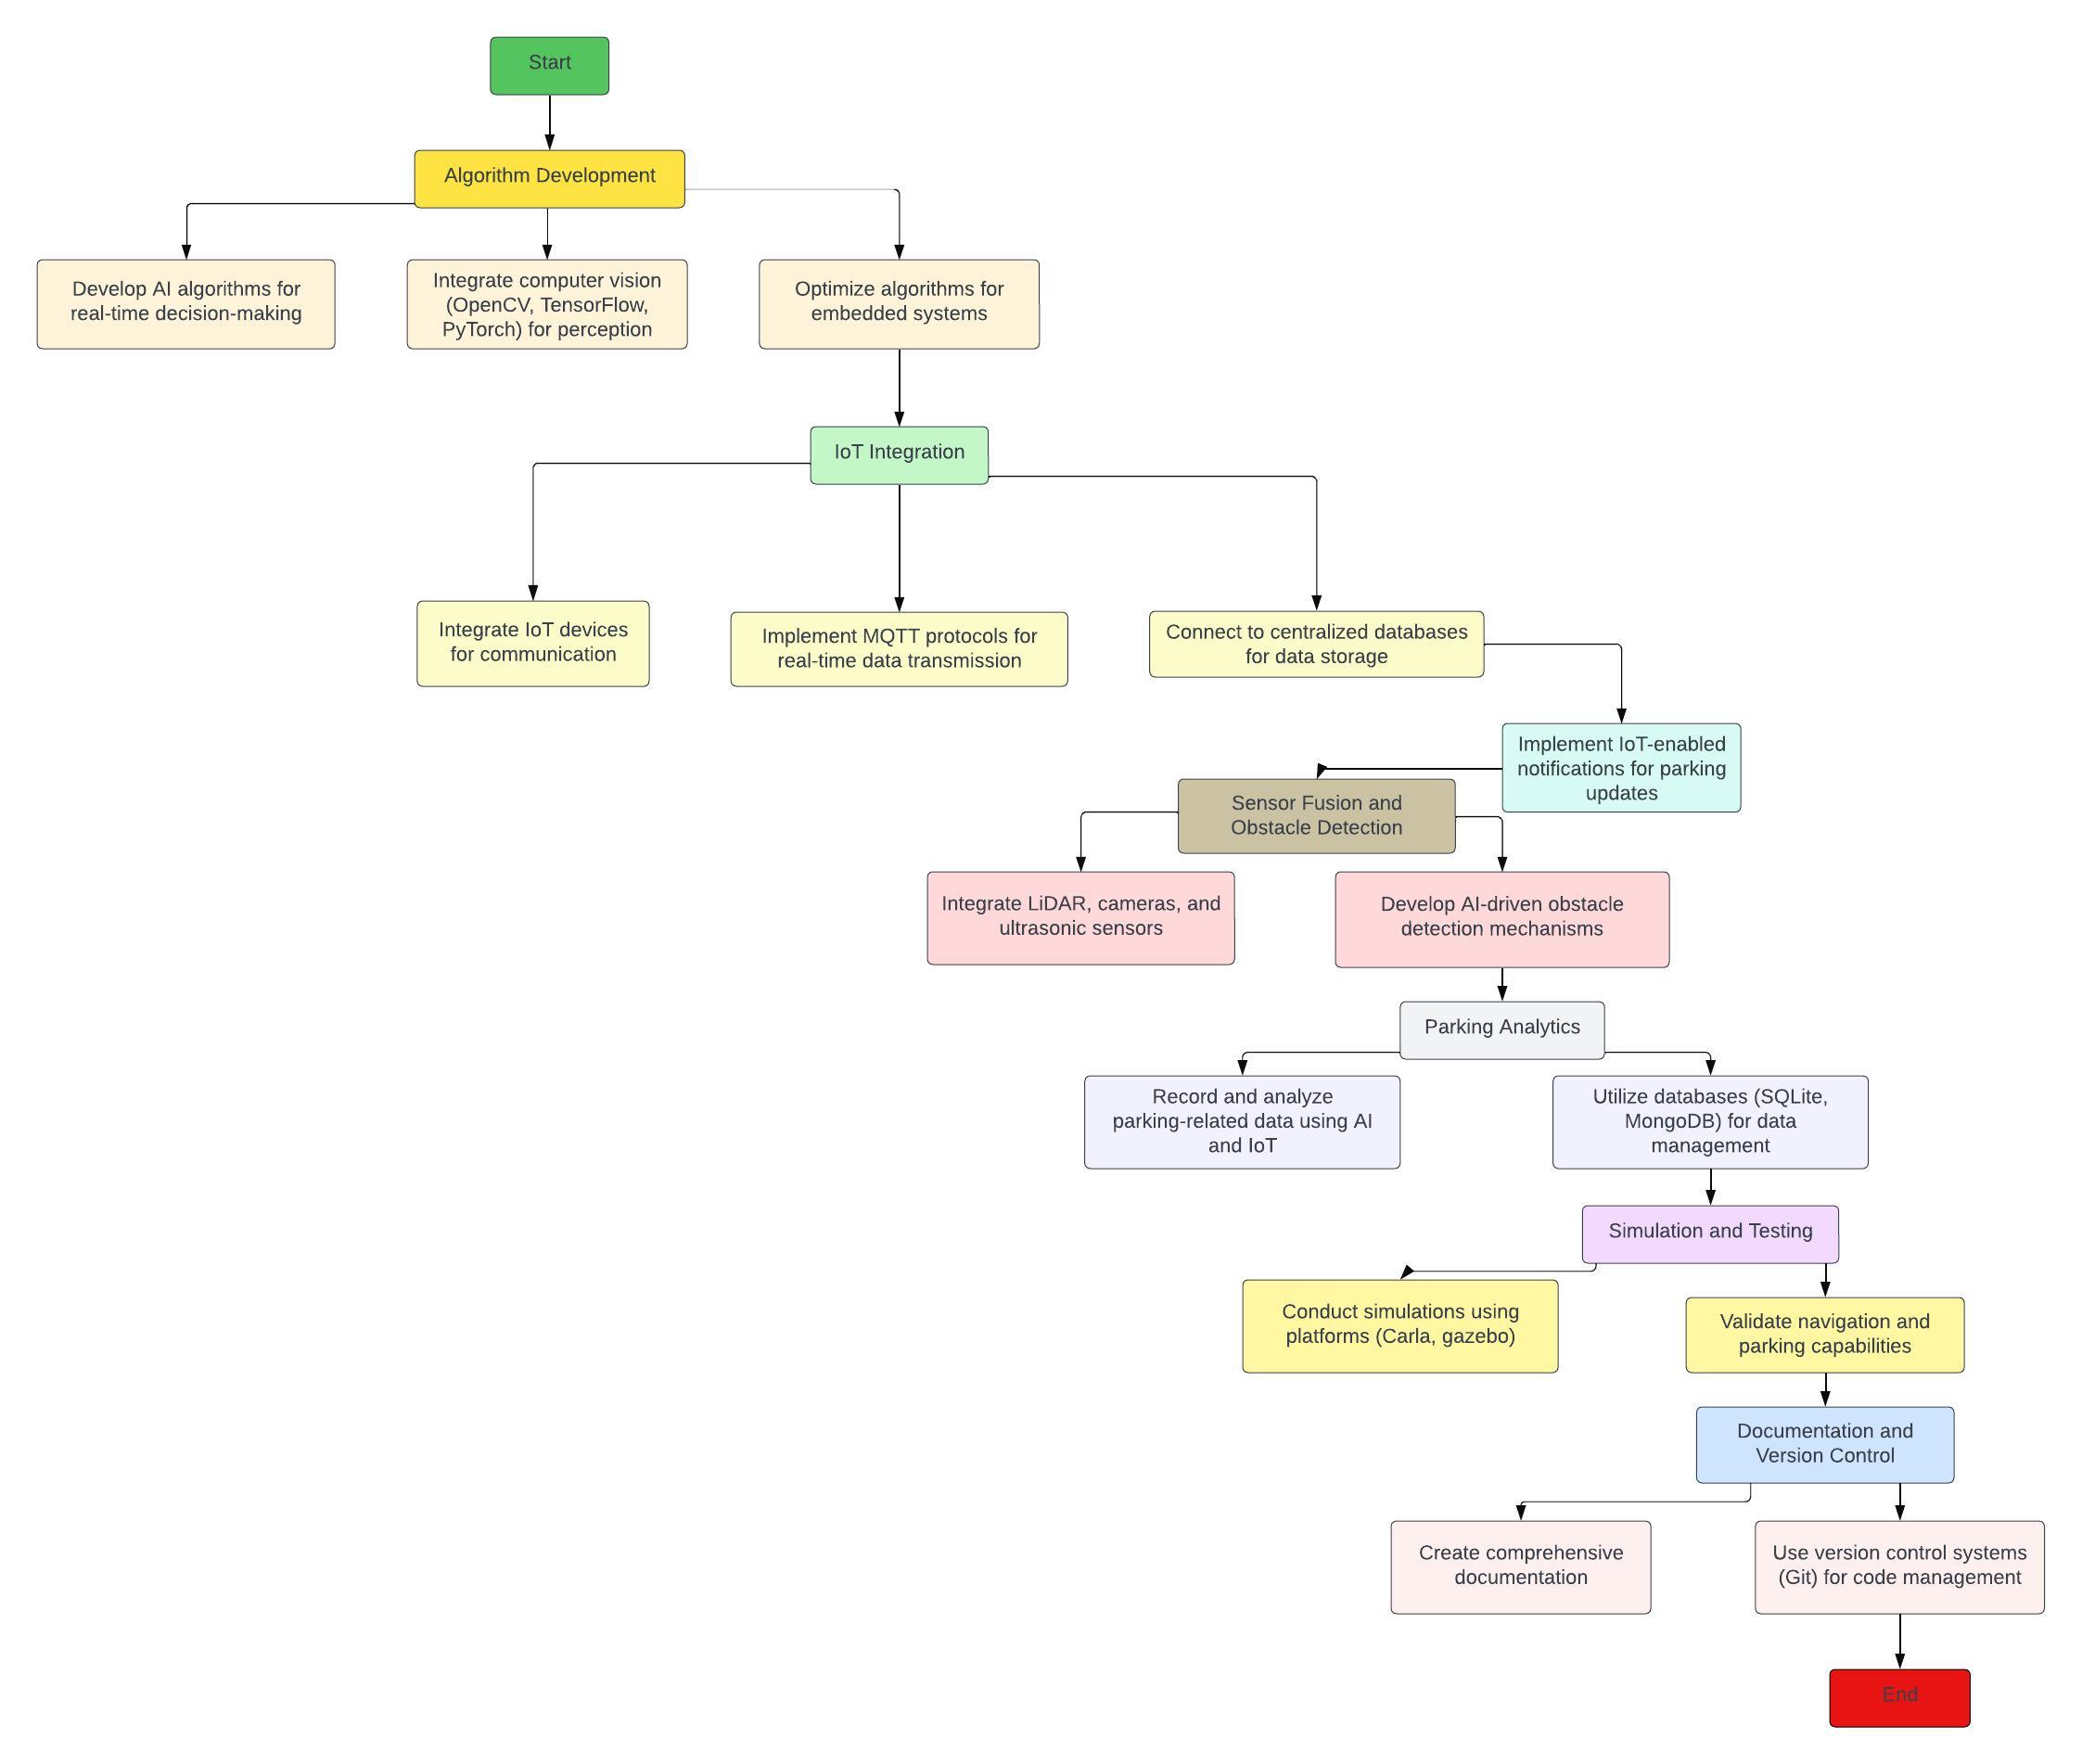 Start
Algorithm Development
Develop AI algorithms for
real-time decision-making
Integrate computer vision
(OpenCV, TensorFlow,
PyTorch) for perception
Optimize algorithms for
embedded systems
IoT Integration
Integrate IoT devices
for communication
Implement MQTT protocols for
real-time data transmission
Connect to centralized databases
for data storage
Implement IoT-enabled
notifications for parking
updates
Sensor Fusion and
Obstacle Detection
Integrate LiDAR, cameras, and
ultrasonic sensors
Develop AI-driven obstacle
detection mechanisms
Parking Analytics
Record and analyze
parking-related data using AI
and IoT
Utilize databases (SQLite,
MongoDB) for data
management
Simulation and Testing
Conduct simulations using
platforms (Carla, gazebo)
Validate navigation and
parking capabilities
Documentation and
Version Control
Create comprehensive
documentation
Use version control systems
(Git) for code management
End